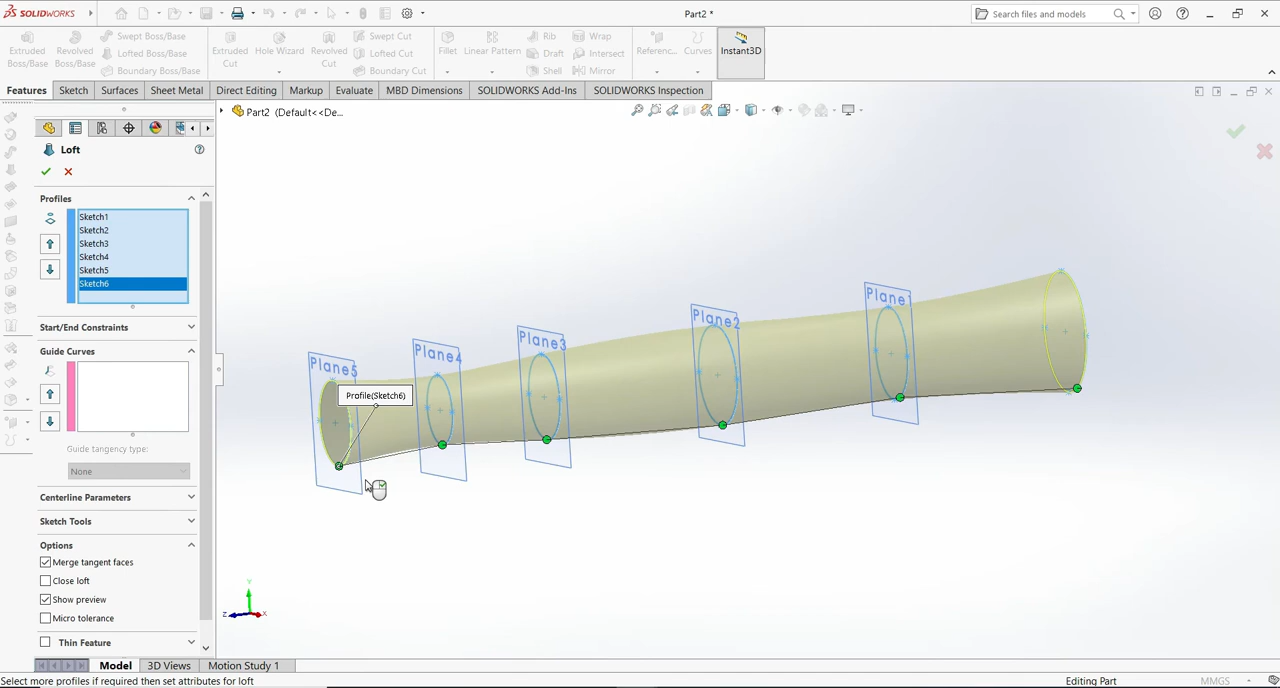 SOLIDWORKS
Part2 *
Search files and models
Extruded Boss/Base
Revolved Boss/Base
Swept Boss/Base
Lofted Boss/Base
Boundary Boss/Base
Extruded Cut
Hole Wizard
Revolved Cut
Swept Cut
Lofted Cut
Boundary Cut
Fillet
Linear Pattern
Rib
Draft
Shell
Wrap
Intersect
Mirror
Referenc...
Curves
Instant3D
Features
Sketch
Surfaces
Sheet Metal
Direct Editing
Markup
Evaluate
MBD Dimensions
SOLIDWORKS Add-Ins
SOLIDWORKS Inspection
Part2 (Default<<De...
Loft
Profiles
Sketch1
Sketch2
Sketch3
Sketch4
Sketch5
Sketch6
Start/End Constraints
Guide Curves
Guide tangency type:
None
Centerline Parameters
Sketch Tools
Options
Merge tangent faces
Close loft
Show preview
Micro tolerance
Thin Feature
Plane5
Plane4
Plane3
Plane2
Plane1
Profile(Sketch6)
Y
Z
X
Model
3D Views
Motion Study 1
Select more profiles if required then set attributes for loft
Editing Part
MMGS